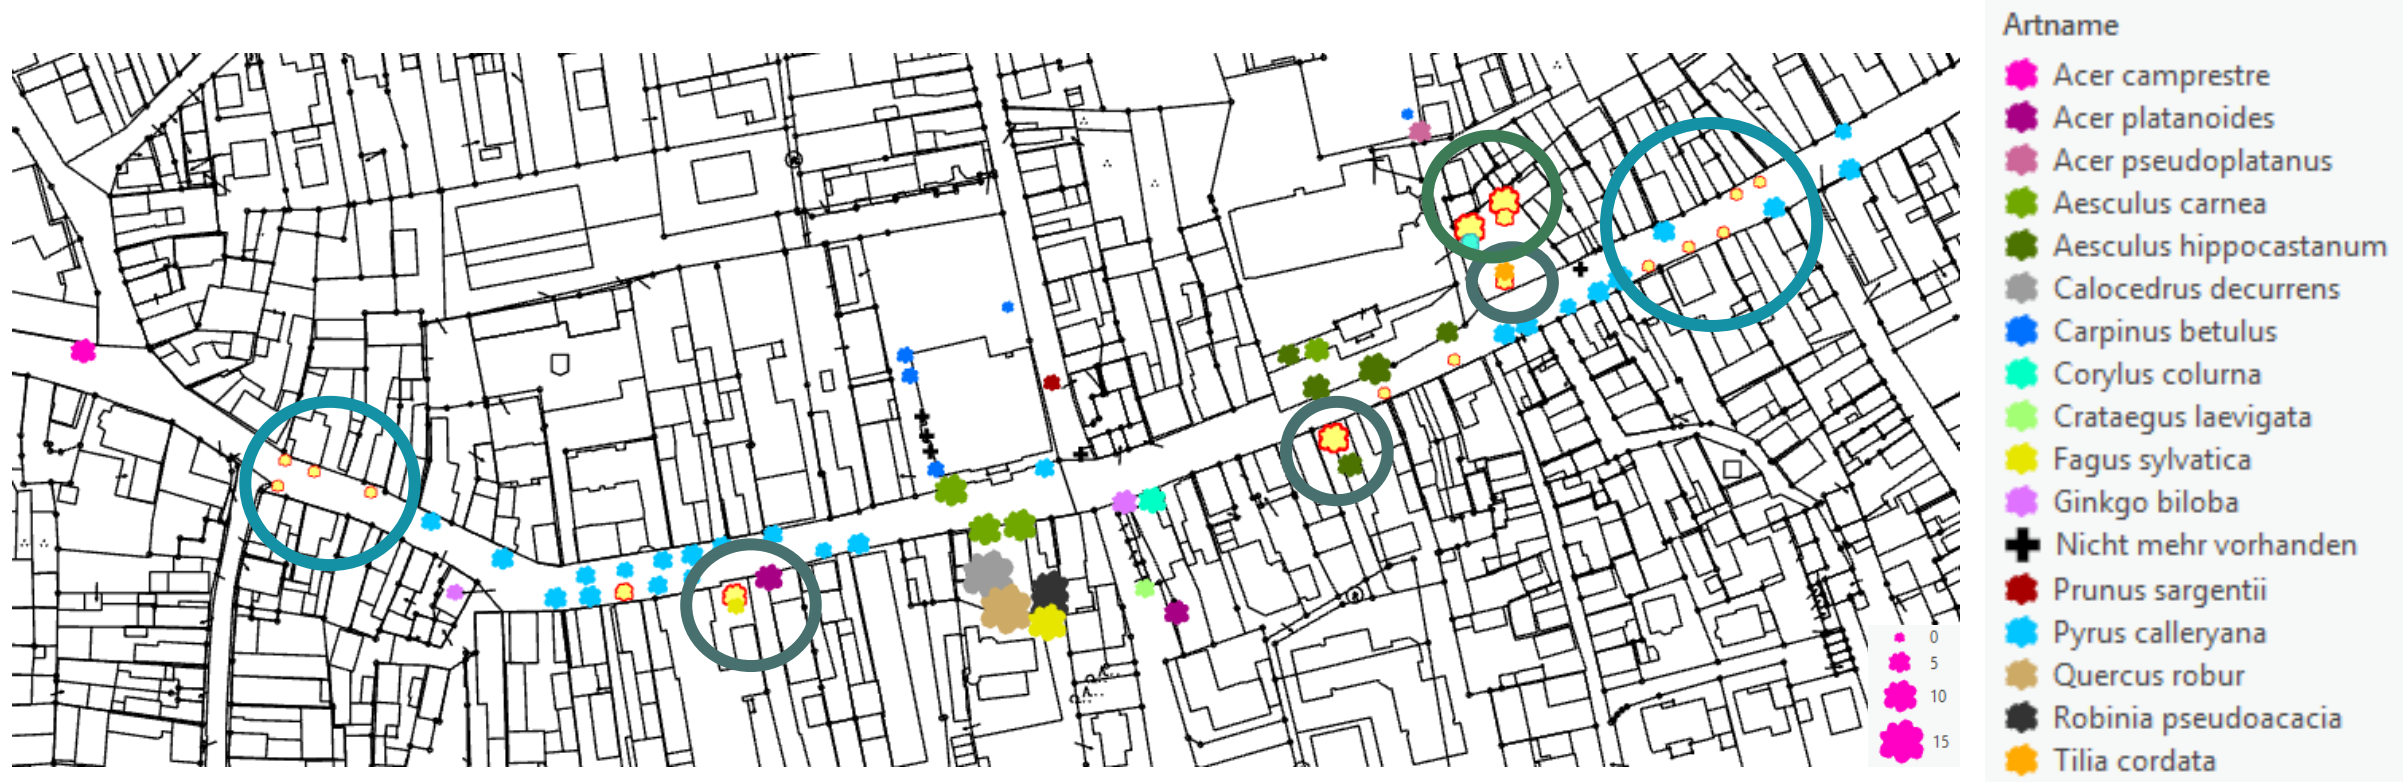 Artname
Acer camprestre
Acer platanoides
Acer pseudoplatanus
Aesculus carnea
Aesculus hippocastanum
Calocedrus decurrens
Carpinus betulus
Corylus colurna
Crataegus laevigata
Fagus sylvatica
Ginkgo biloba
Nicht mehr vorhanden
Prunus sargentii
Pyrus calleryana
Quercus robur
Robinia pseudoacacia
Tilia cordata
0
5
10
15